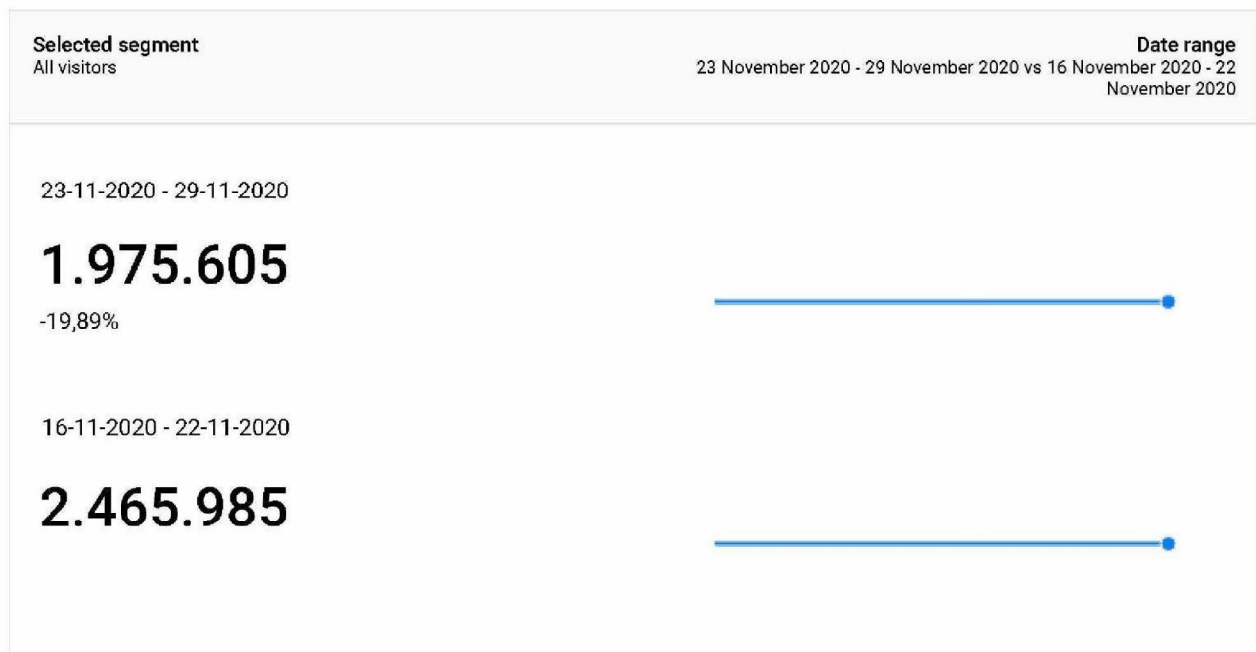 Selected segment
All visitors
Date range
23 November 2020 - 29 November 2020 vs 16 November 2020 - 22
November 2020
23-11-2020 - 29-11-2020
1.975.605
-19,89%
16-11-2020 - 22-11-2020
2.465.985